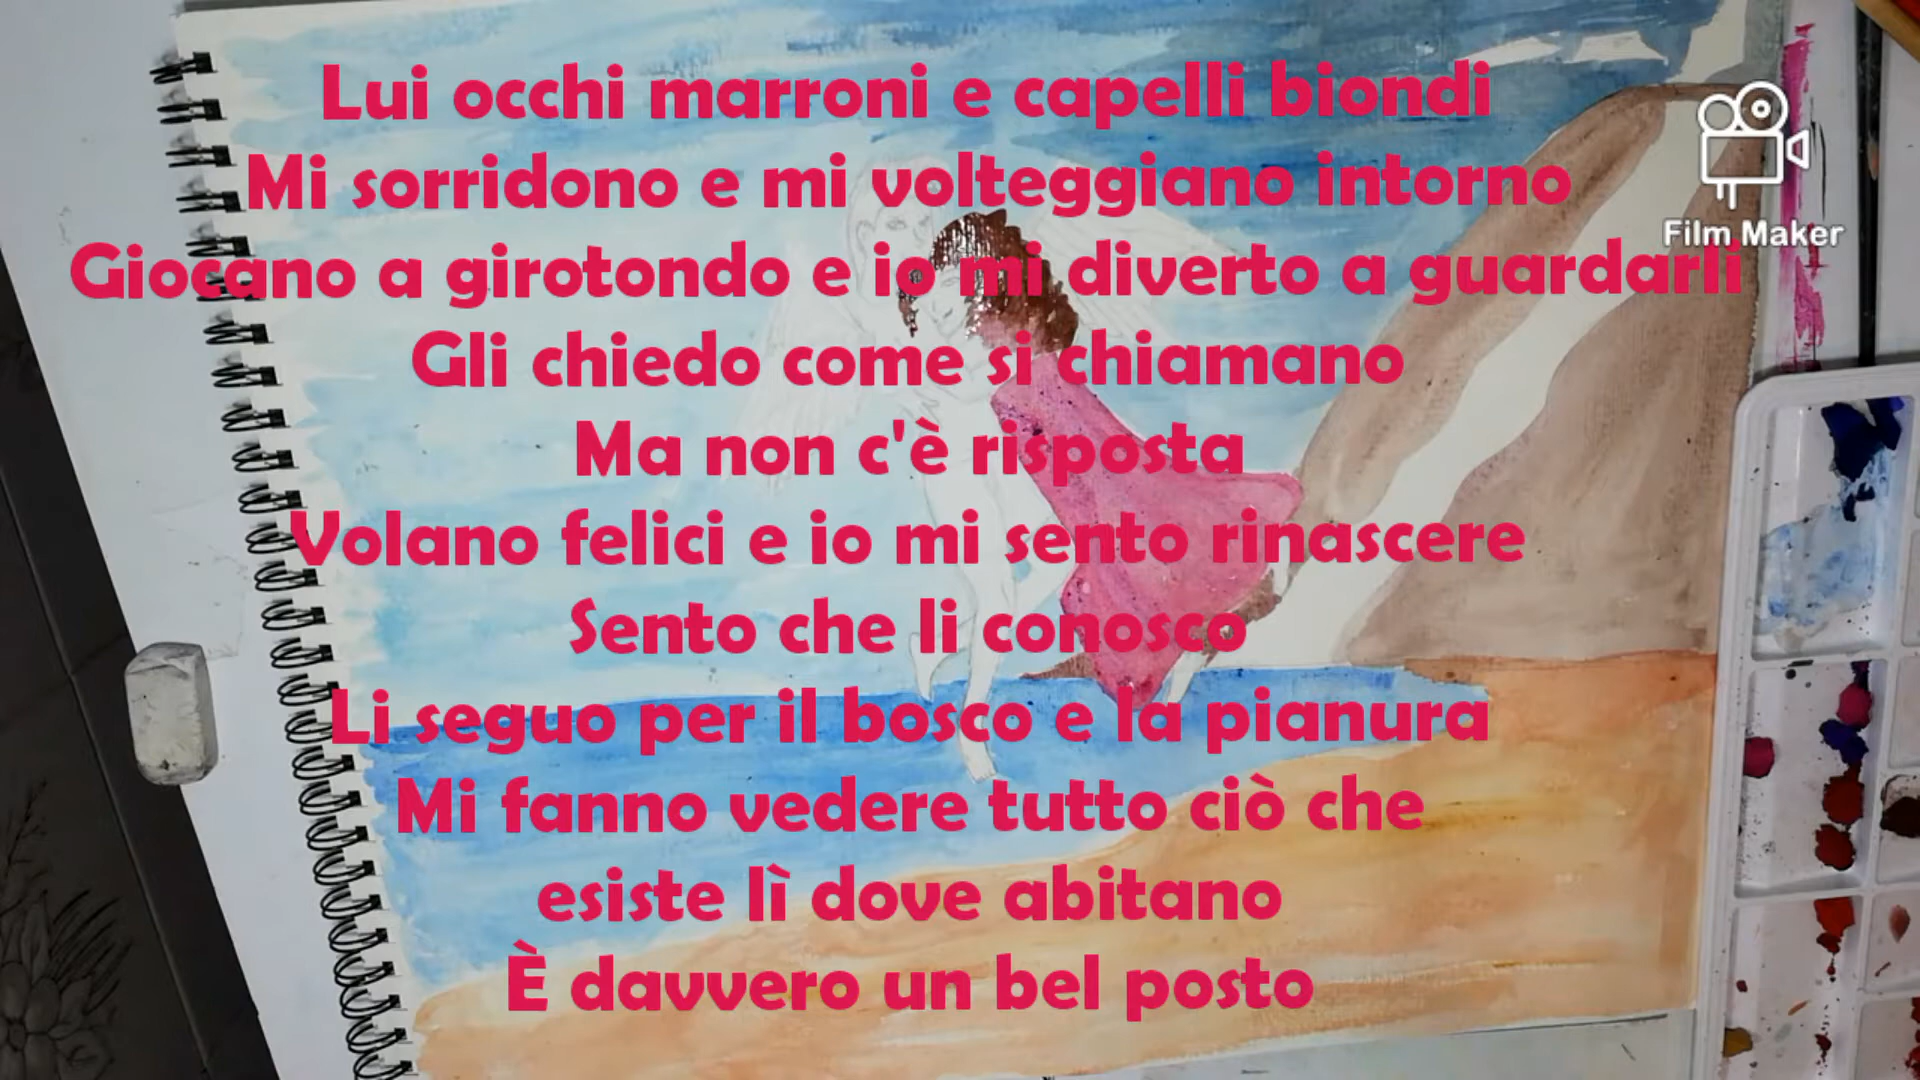 Lui occhi marroni e capelli biondi
Mi sorridono e mi volteggiano intorno
Giocano a girotondo e io mi diverto a guardarli
Gli chiedo come si chiamano
Ma non c'è risposta
Volano felici e io mi sento rinascere
Sento che li conosco
Li seguo per il bosco e la pianura
Mi fanno vedere tutto ciò che
esiste lì dove abitano
È davvero un bel posto
Film Maker